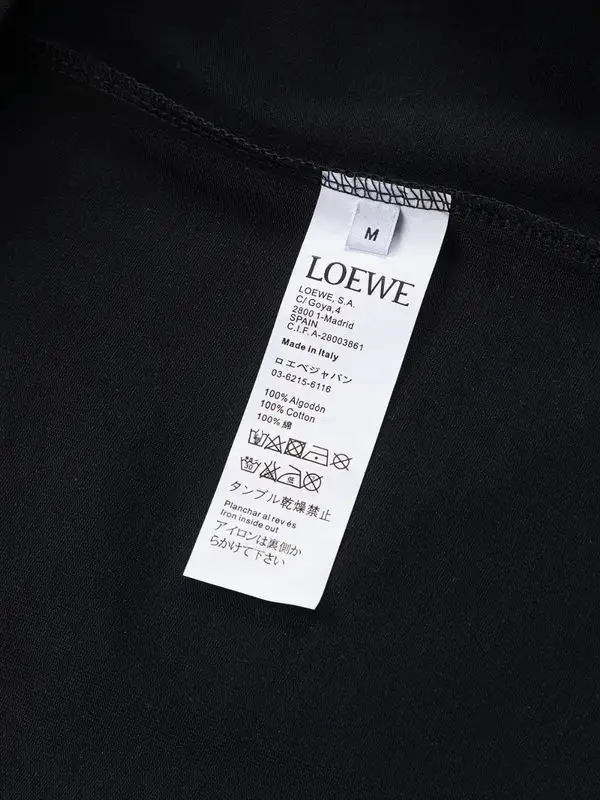 M
LOEWE
LOEWE, S.A.
C/ Goya,4
2800 1-Madrid
SPAIN
C.I.F. A-28003861
Made in Italy
ロエベジャパン
03-6215-6116
100% Algodón
100% Cotton
100% 綿
30
低
タンブル乾燥禁止
Planchar al rev és
Iron inside out
アイロンは裏側か
らかけて下さい